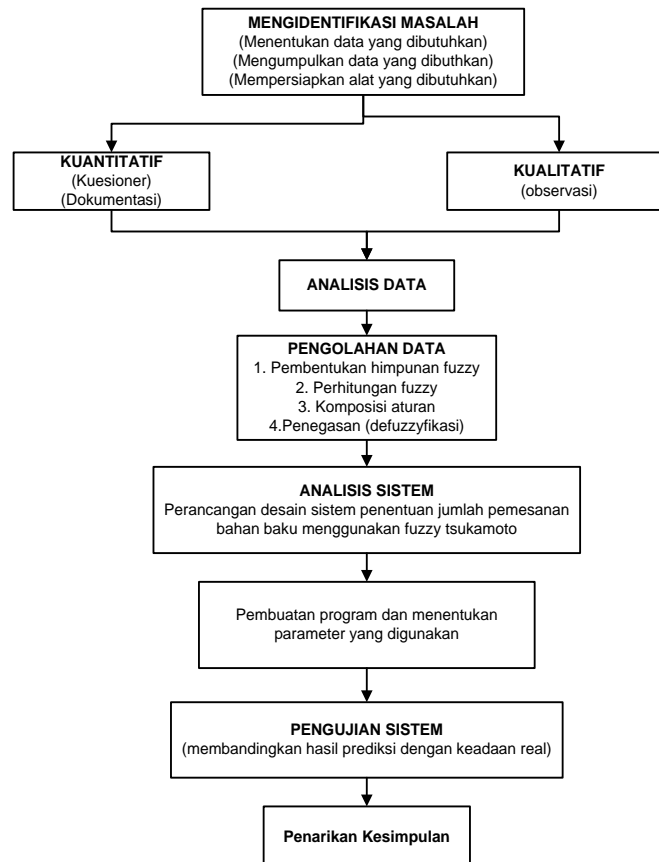 MENGIDENTIFIKASI MASALAH
(Menentukan data yang dibutuhkan)
(Mengumpulkan data yang dibuthkan)
(Mempersiapkan alat yang dibutuhkan)
KUANTITATIF
(Kuesioner)
(Dokumentasi)
KUALITATIF
(observasi)
ANALISIS DATA
PENGOLAHAN DATA
1. Pembentukan himpunan fuzzy
2. Perhitungan fuzzy
3. Komposisi aturan
4.Penegasan (defuzzyfikasi)
ANALISIS SISTEM
Perancangan desain sistem penentuan jumlah pemesanan
bahan baku menggunakan fuzzy tsukamoto
Pembuatan program dan menentukan
parameter yang digunakan
PENGUJIAN SISTEM
(membandingkan hasil prediksi dengan keadaan real)
Penarikan Kesimpulan